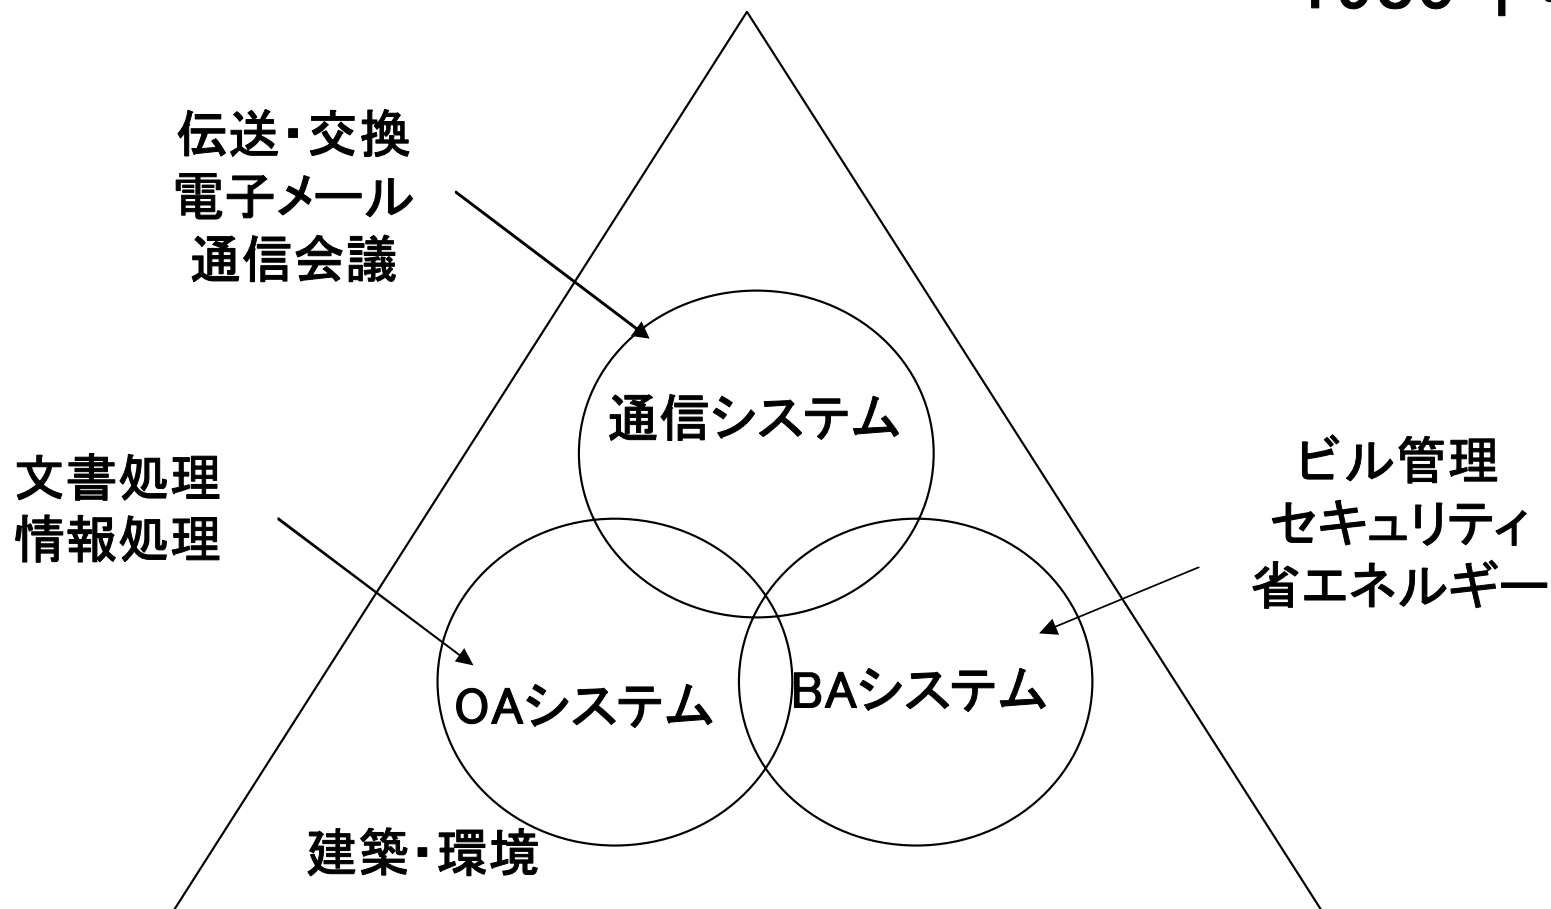 伝送・交換
電子メール
通信会議
通信システム
文書処理
情報処理
ビル管理
セキュリティ
省エネルギー
OAシステム
BAシステム
建築・環境